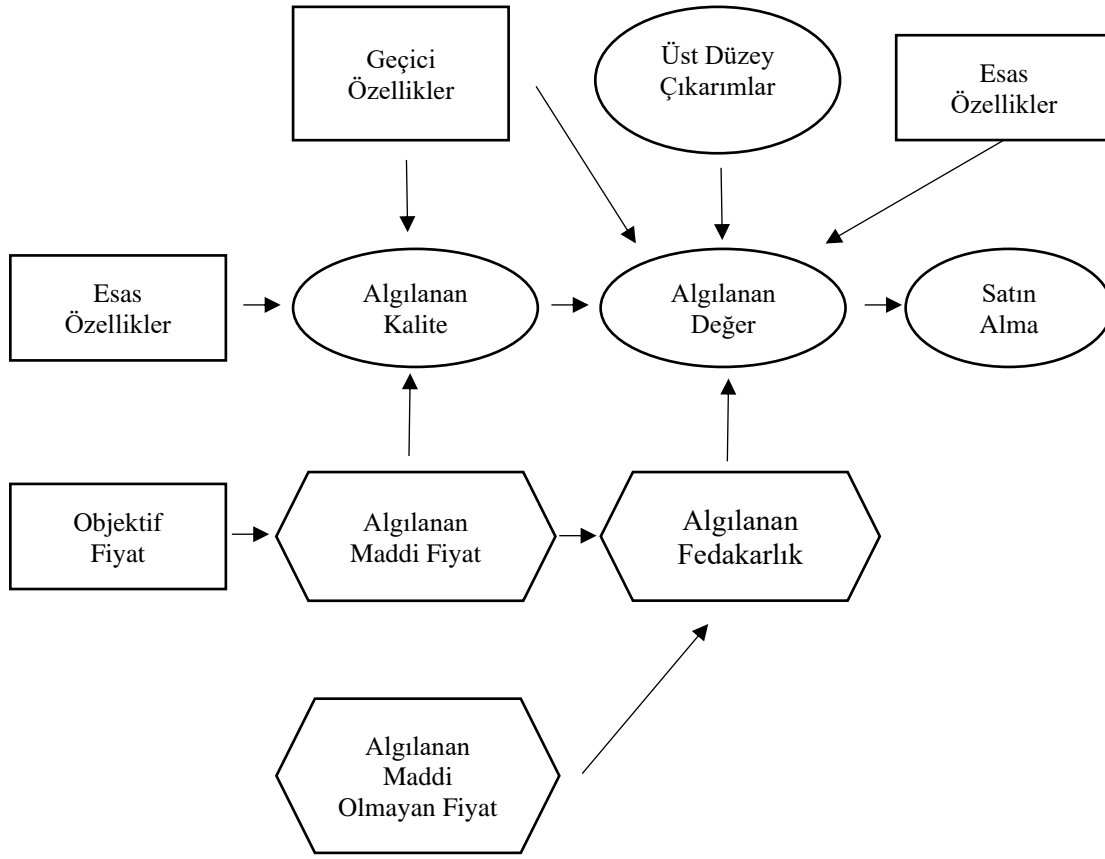 Geçici
Özellikler
Üst Düzey
Çıkarımlar
Esas
Özellikler
Esas
Özellikler
Algılanan
Kalite
Algılanan
Değer
Satın
Alma
Objektif
Fiyat
Algılanan
Maddi Fiyat
Algılanan
Fedakarlık
Algılanan
Maddi
Olmayan Fiyat